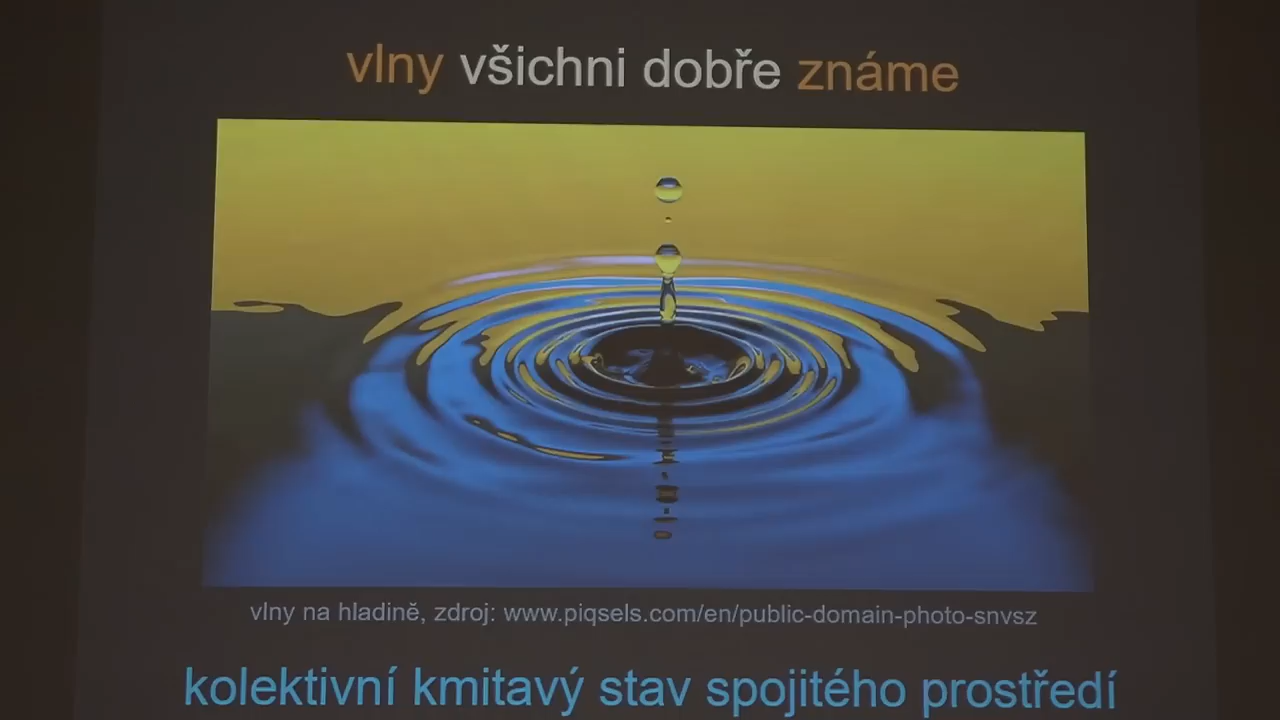 vlny všichni dobře známe
vlny na hladině, zdroj: www.piqsels.com/en/public-domain-photo-snvsz
kolektivní kmitavý stav spojitého prostředí